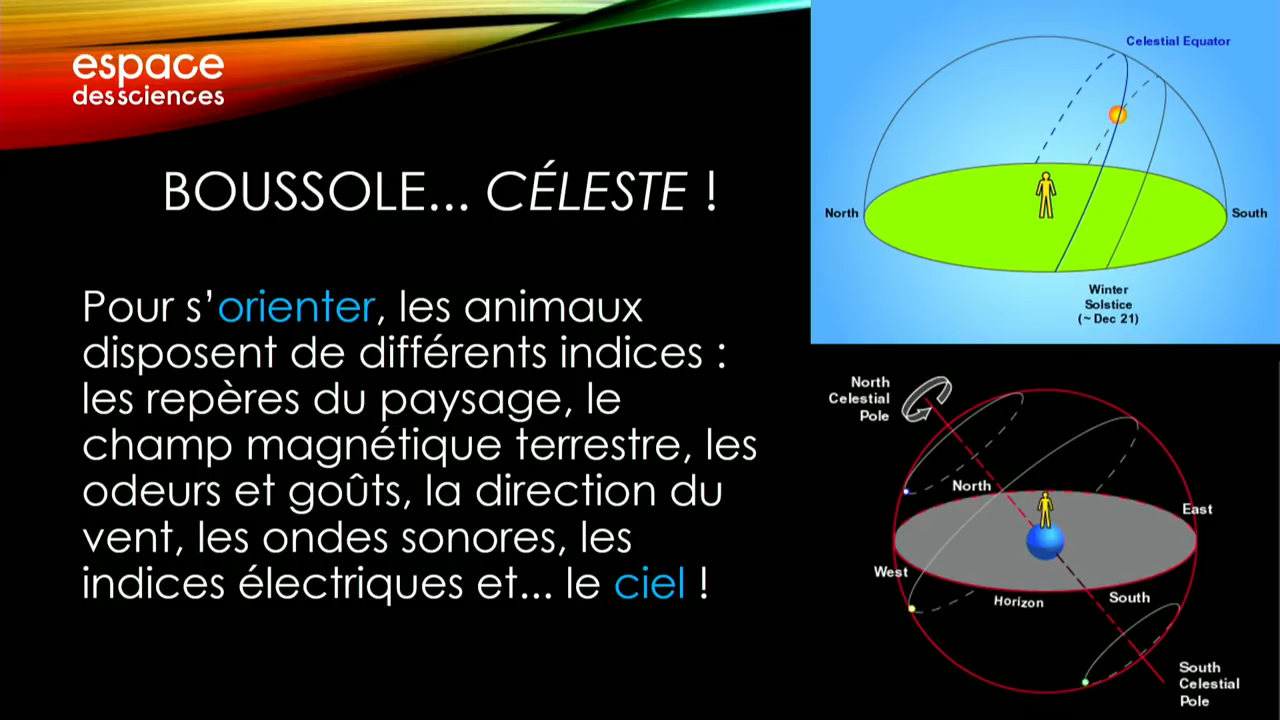 espace
des sciences
BOUSSOLE... CÉLESTE !
Pour s’orienter, les animaux
disposent de différents indices :
les repères du paysage, le
champ magnétique terrestre, les
odeurs et goûts, la direction du
vent, les ondes sonores, les
indices électriques et... le ciel !
Celestial Equator
North
South
Winter
Solstice
(~ Dec 21)
North
Celestial
Pole
North
East
West
Horizon
South
South
Celestial
Pole